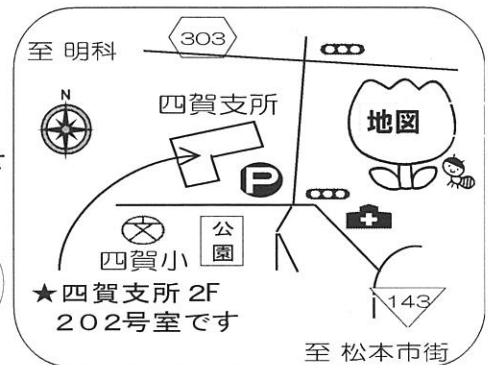 至 明科
303
N
四賀支所
地図
P
公園
文
四賀小
★四賀支所 2F
202号室です
143
至 松本市街